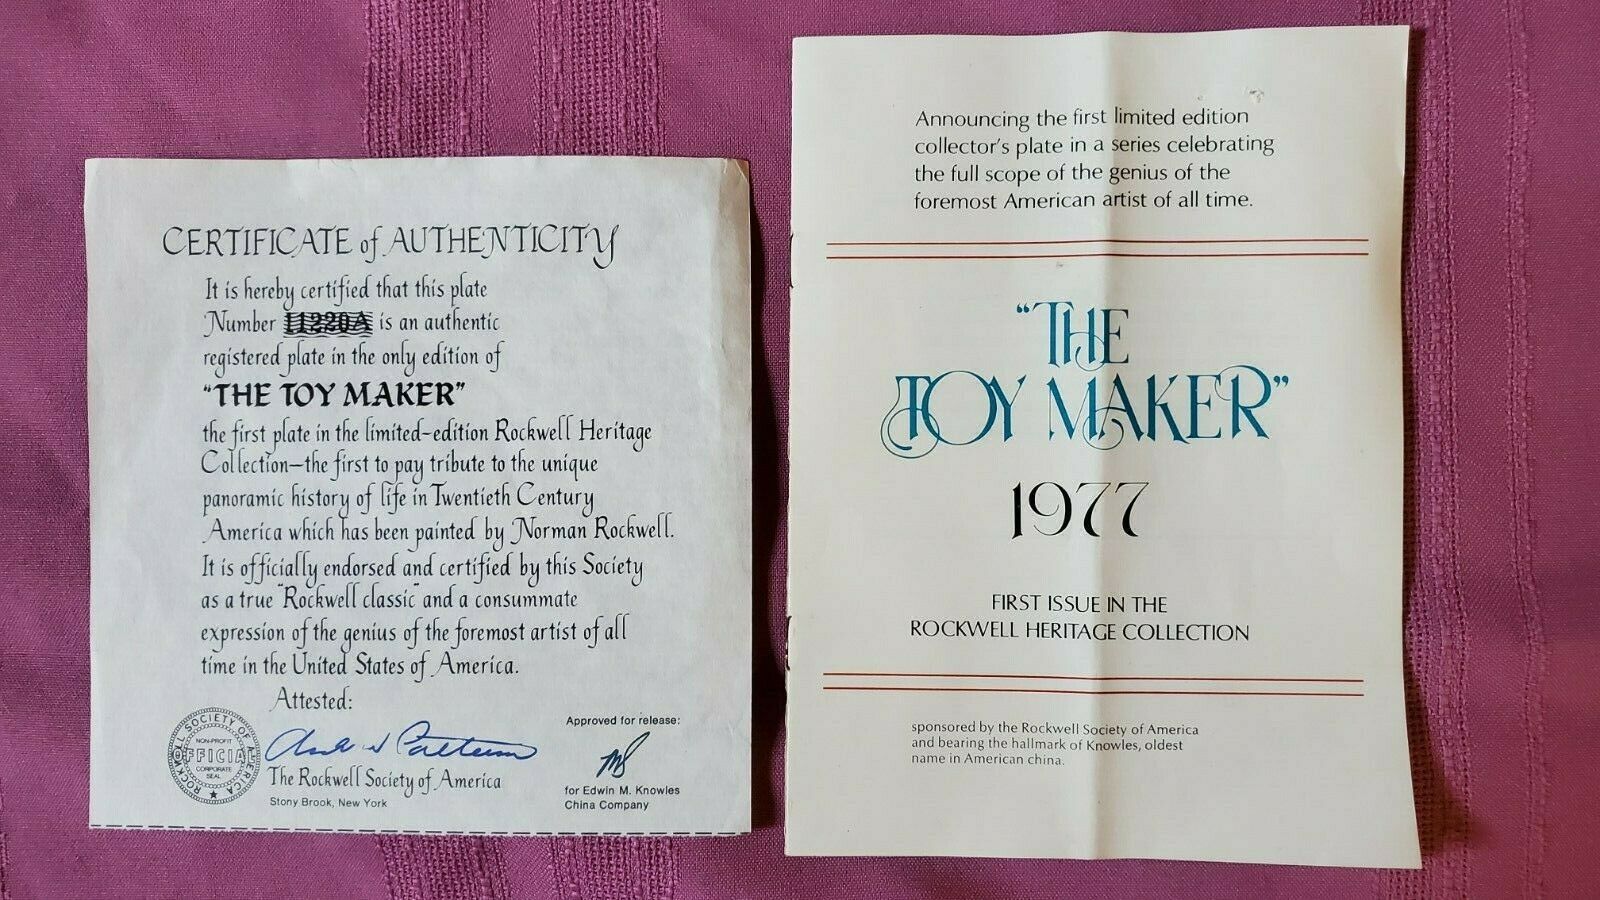 CERTIFICATE of AUTHENTICITY
It is hereby certified that this plate
Number 11220A is an authentic
registered plate in the only edition of
"THE TOY MAKER"
the first plate in the limited-edition Rockwell Heritage
Collection—the first to pay tribute to the unique
panoramic history of life in Twentieth Century
America which has been painted by Norman Rockwell.
It is officially endorsed and certified by this Society
as a true "Rockwell classic" and a consummate
expression of the genius of the foremost artist of all
time in the United States of America.
Attested:
Approved for release:
ROCKWELL SOCIETY OF AMERICA
NON-PROFIT
OFFICIAL
CORPORATE
SEAL
The Rockwell Society of America
Stony Brook, New York
for Edwin M. Knowles
China Company
Announcing the first limited edition
collector's plate in a series celebrating
the full scope of the genius of the
foremost American artist of all time.
"THE
TOY MAKER"
1977
FIRST ISSUE IN THE
ROCKWELL HERITAGE COLLECTION
sponsored by the Rockwell Society of America
and bearing the hallmark of Knowles, oldest
name in American china.